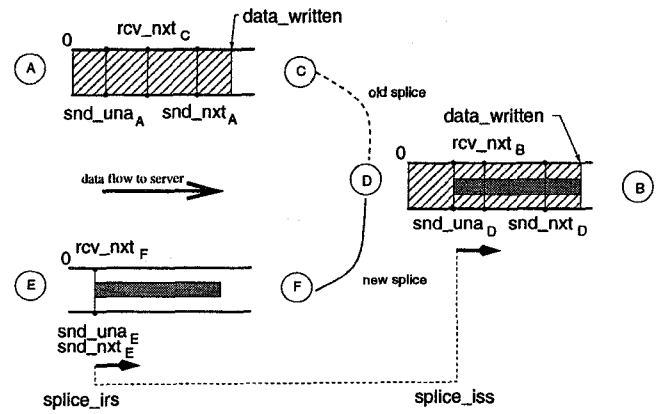 data_written
0 rcv_nxt C
A
C
snd_una A snd_nxt A
old splice
data_written
rcv_nxt B
0
data flow to server
D
B
snd_una D snd_nxt D
0 rcv_nxt F
E
F
new splice
snd_una E
snd_nxt E
splice_irs
splice_iss